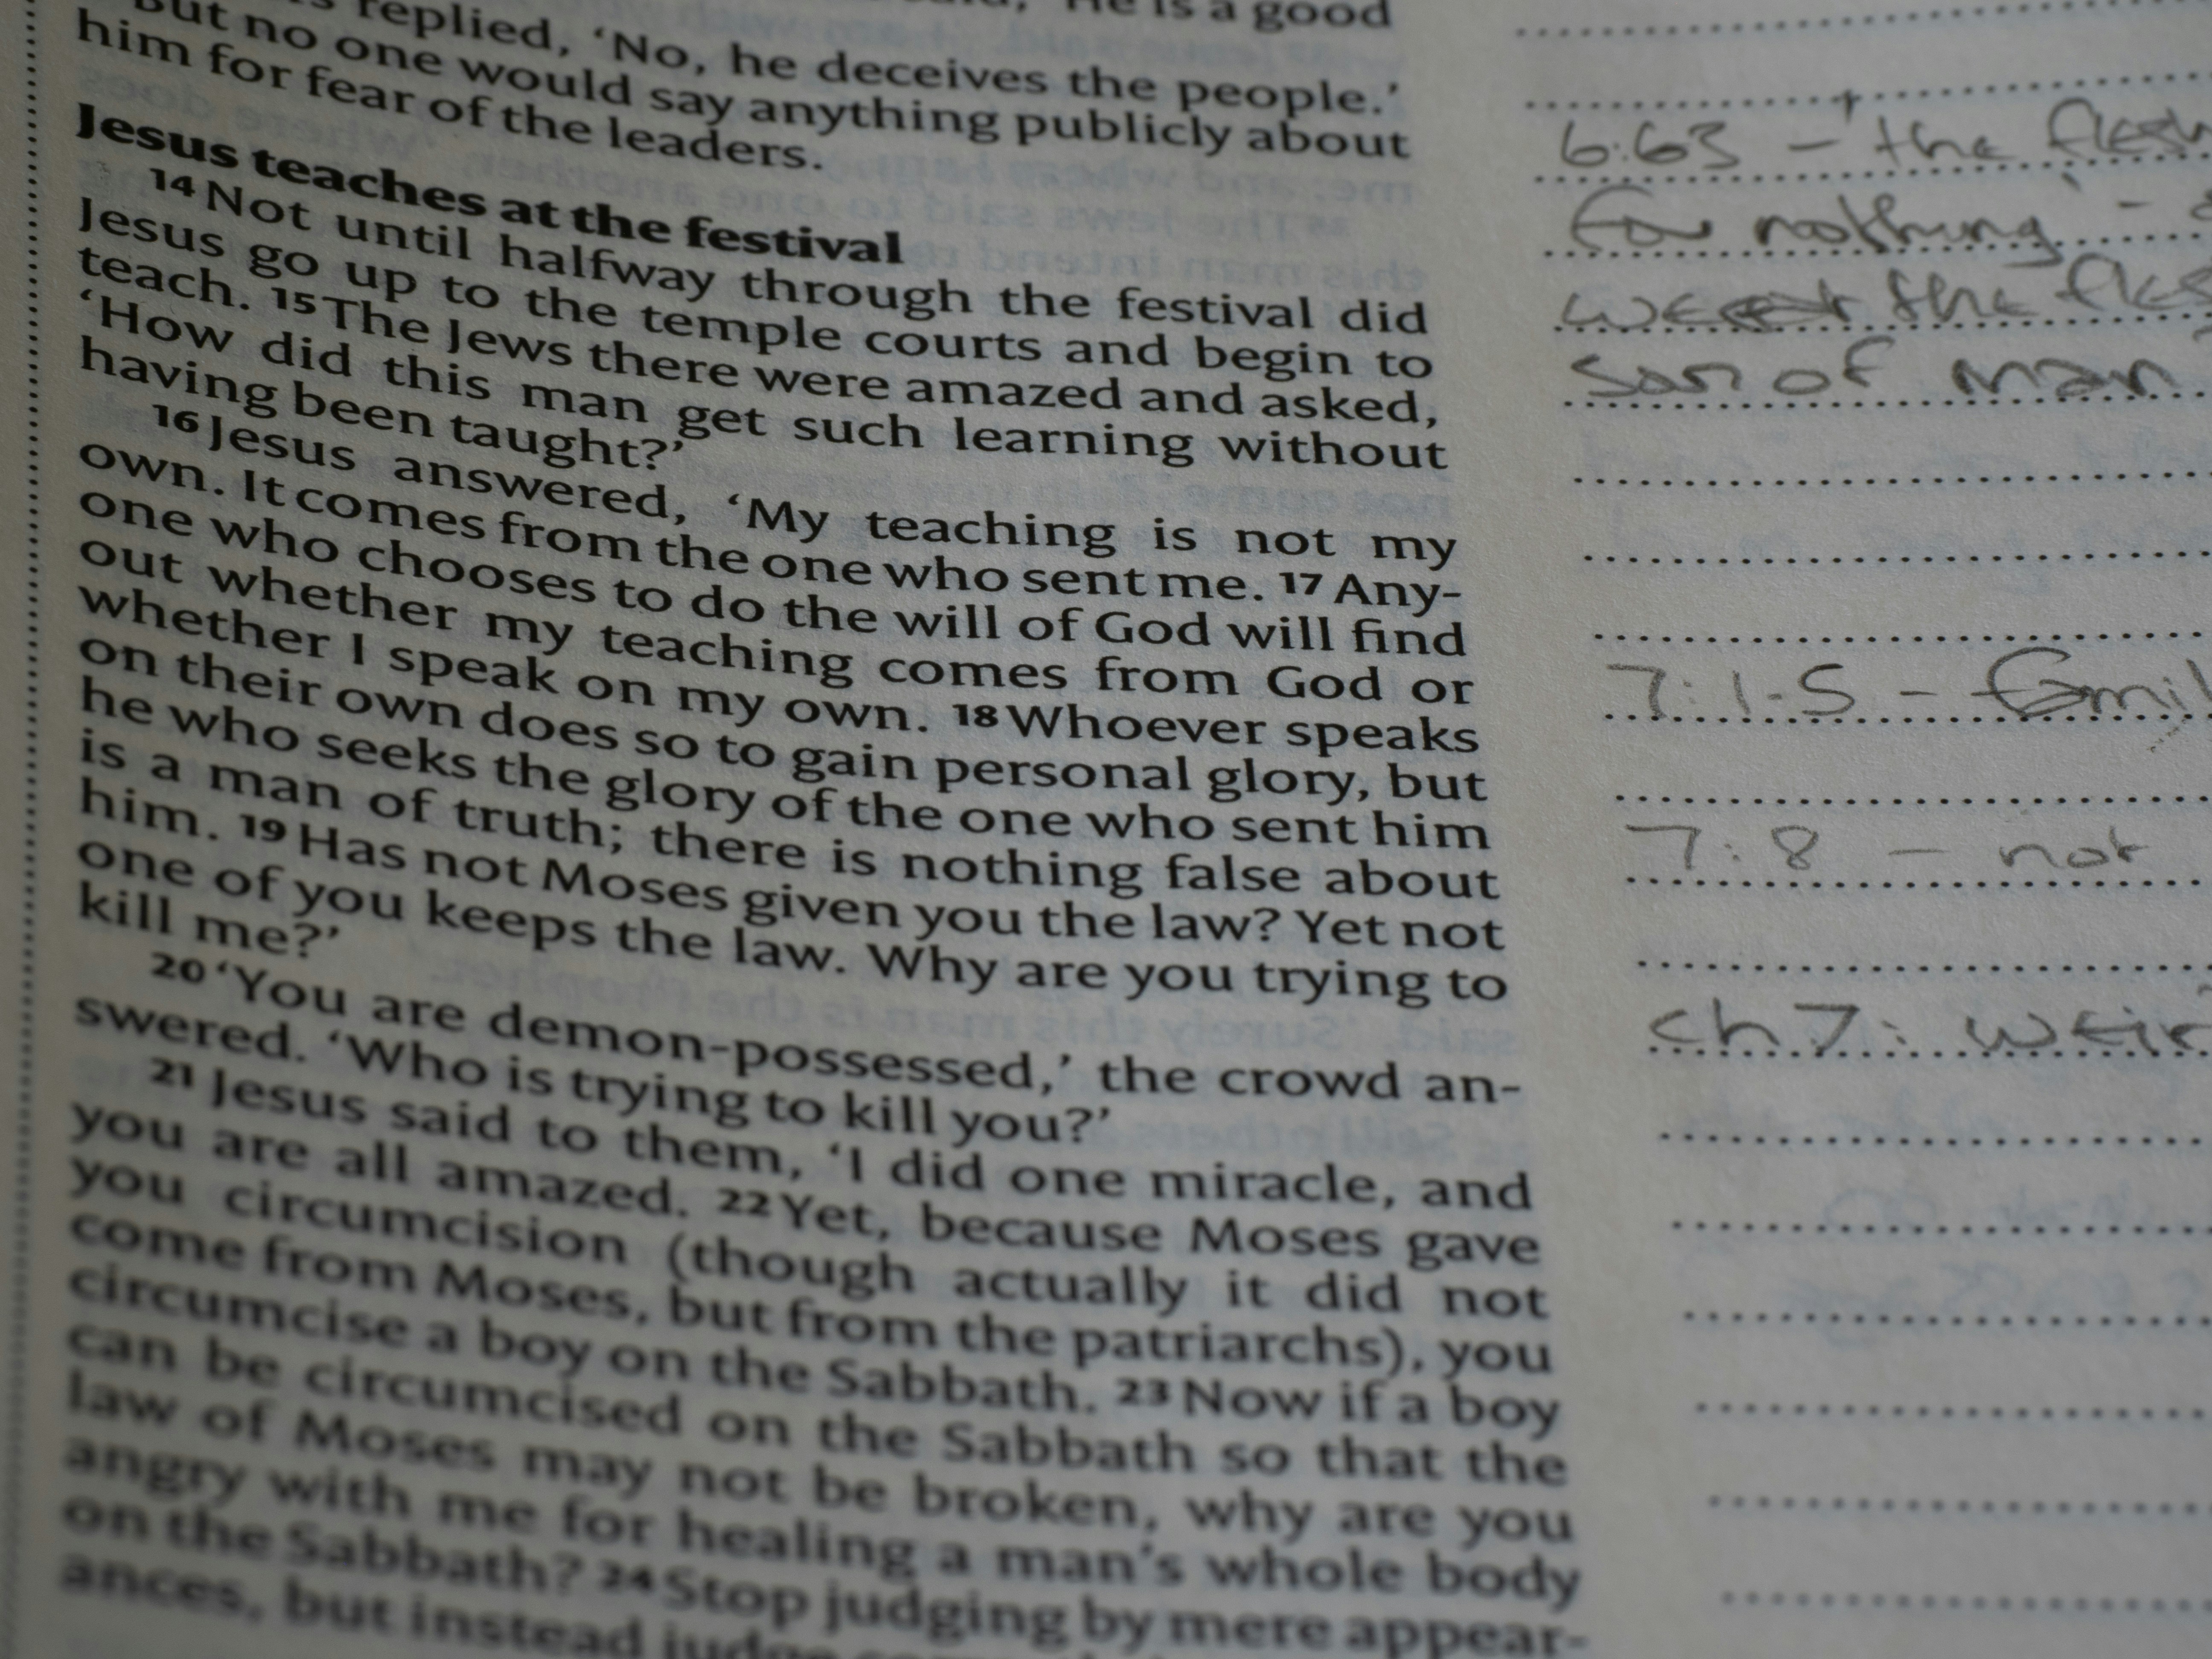 replied, ‘No, he deceives the people.’
But no one would say anything publicly about
him for fear of the leaders.
Jesus teaches at the festival
14 Not until halfway through the festival did
Jesus go up to the temple courts and begin to
teach. 15 The Jews there were amazed and asked,
‘How did this man get such learning without
having been taught?’
16 Jesus answered, ‘My teaching is not my
own. It comes from the one who sent me. 17 Any-
one who chooses to do the will of God will find
out whether my teaching comes from God or
whether I speak on my own. 18 Whoever speaks
on their own does so to gain personal glory, but
he who seeks the glory of the one who sent him
is a man of truth; there is nothing false about
him. 19 Has not Moses given you the law? Yet not
one of you keeps the law. Why are you trying to
kill me?’
20 ‘You are demon-possessed,’ the crowd an-
swered. ‘Who is trying to kill you?’
21 Jesus said to them, ‘I did one miracle, and
you are all amazed. 22 Yet, because Moses gave
you circumcision (though actually it did not
come from Moses, but from the patriarchs), you
circumcise a boy on the Sabbath. 23 Now if a boy
can be circumcised on the Sabbath so that the
law of Moses may not be broken, why are you
angry with me for healing a man’s whole body
on the Sabbath? 24 Stop judging by mere appear-
ances, but instead judge
6:63 - 'the flesh
for nothing' -
the
son of man
7:1-5 - famil
7:8 - not
ch 7: weir